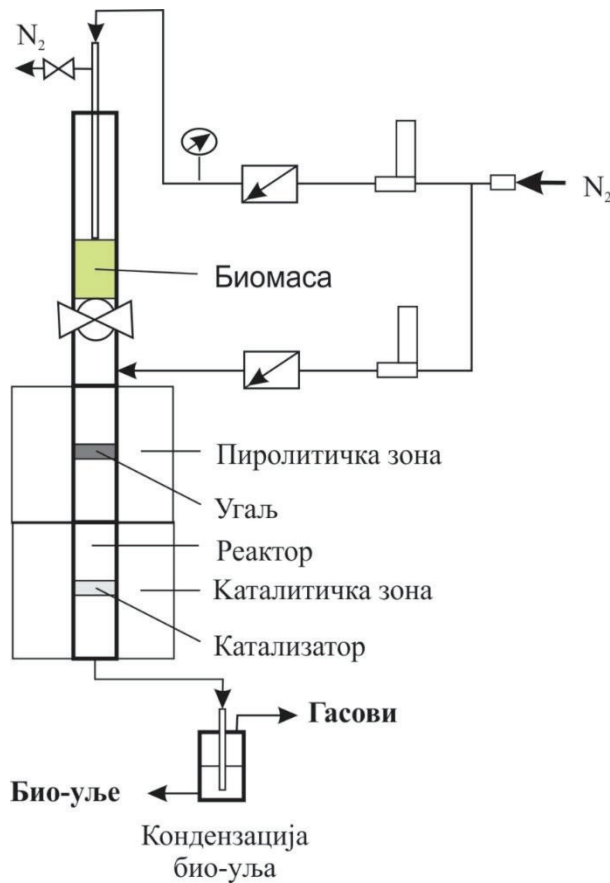 N₂
N₂
Биомаса
Пиролитичка зона
Угаљ
Реактор
Каталитичка зона
Катализатор
Гасови
Био-уље
Кондензација
био-уља